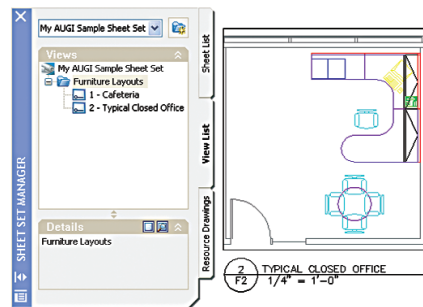 My AUGI Sample Sheet Set
Views
My AUGI Sample Sheet Set
Furniture Layouts
1 - Cafeteria
2 - Typical Closed Office
Details
Furniture Layouts
SHEET SET MANAGER
Sheet List
View List
Resource Drawings
2
F2
TYPICAL CLOSED OFFICE
1/4" = 1'-0"